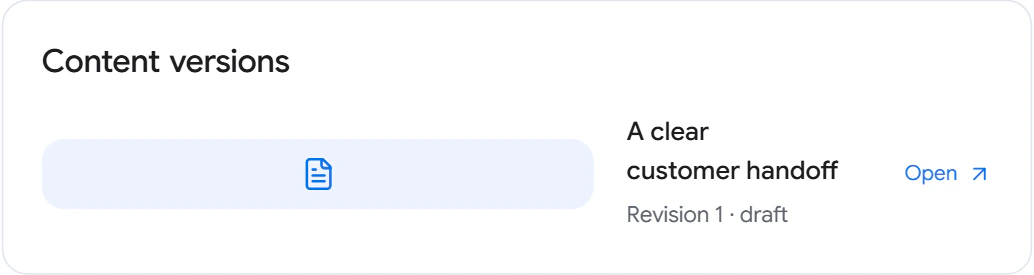 Content versions
A clear
customer handoff
Open
Revision 1 · draft